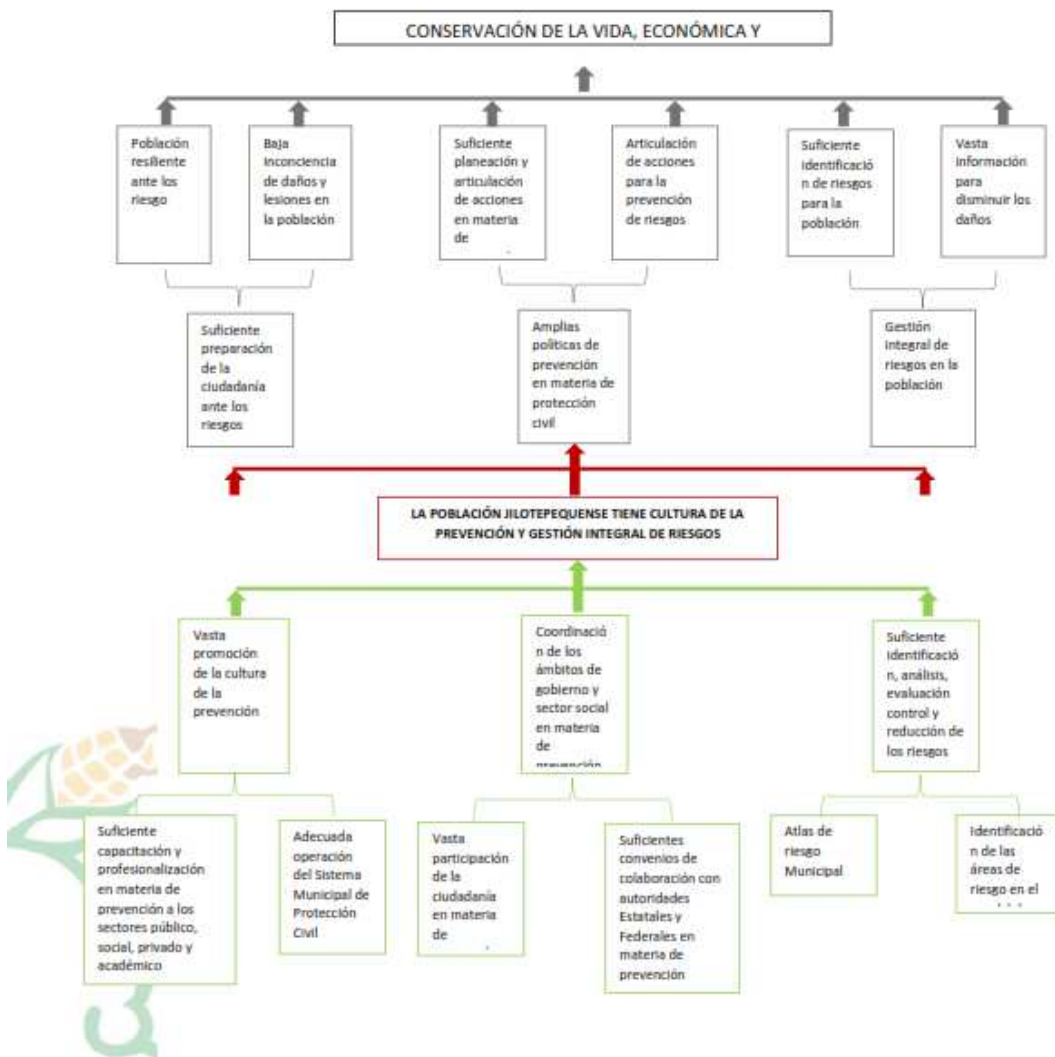 CONSERVACIÓN DE LA VIDA, ECONÓMICA Y
Población
resiliente
ante los
riesgo
Baja
inconciencia
de daños y
lesiones en
la población
Suficiente
planeación y
articulación
de acciones
en materia
de
Articulación
de acciones
para la
prevención
de riesgos
Suficiente
identificació
n de riesgos
para la
población
Vasta
información
para
disminuir los
daños
Suficiente
preparación
de la
ciudadanía
ante los
riesgos
Amplias
políticas de
prevención
en materia de
protección
civil
Gestión
integral de
riesgos en la
población
LA POBLACIÓN JILOTEPEQUENSE TIENE CULTURA DE LA
PREVENCIÓN Y GESTIÓN INTEGRAL DE RIESGOS
Vasta
promoción
de la cultura
de la
prevención
Coordinació
n de los
ámbitos de
gobierno y
sector social
en materia
de
prevención
Suficiente
identificació
n, análisis,
evaluación
control y
reducción de
los riesgos
Suficiente
capacitación y
profesionalización
en materia de
prevención a los
sectores público,
social, privado y
académico
Adecuada
operación
del Sistema
Municipal de
Protección
Civil
Vasta
participación
de la
ciudadanía
en materia
de
Suficientes
convenios de
colaboración con
autoridades
Estatales y
Federales en
materia de
prevención
Atlas de
riesgo
Municipal
Identificació
n de las
áreas de
riesgo en el